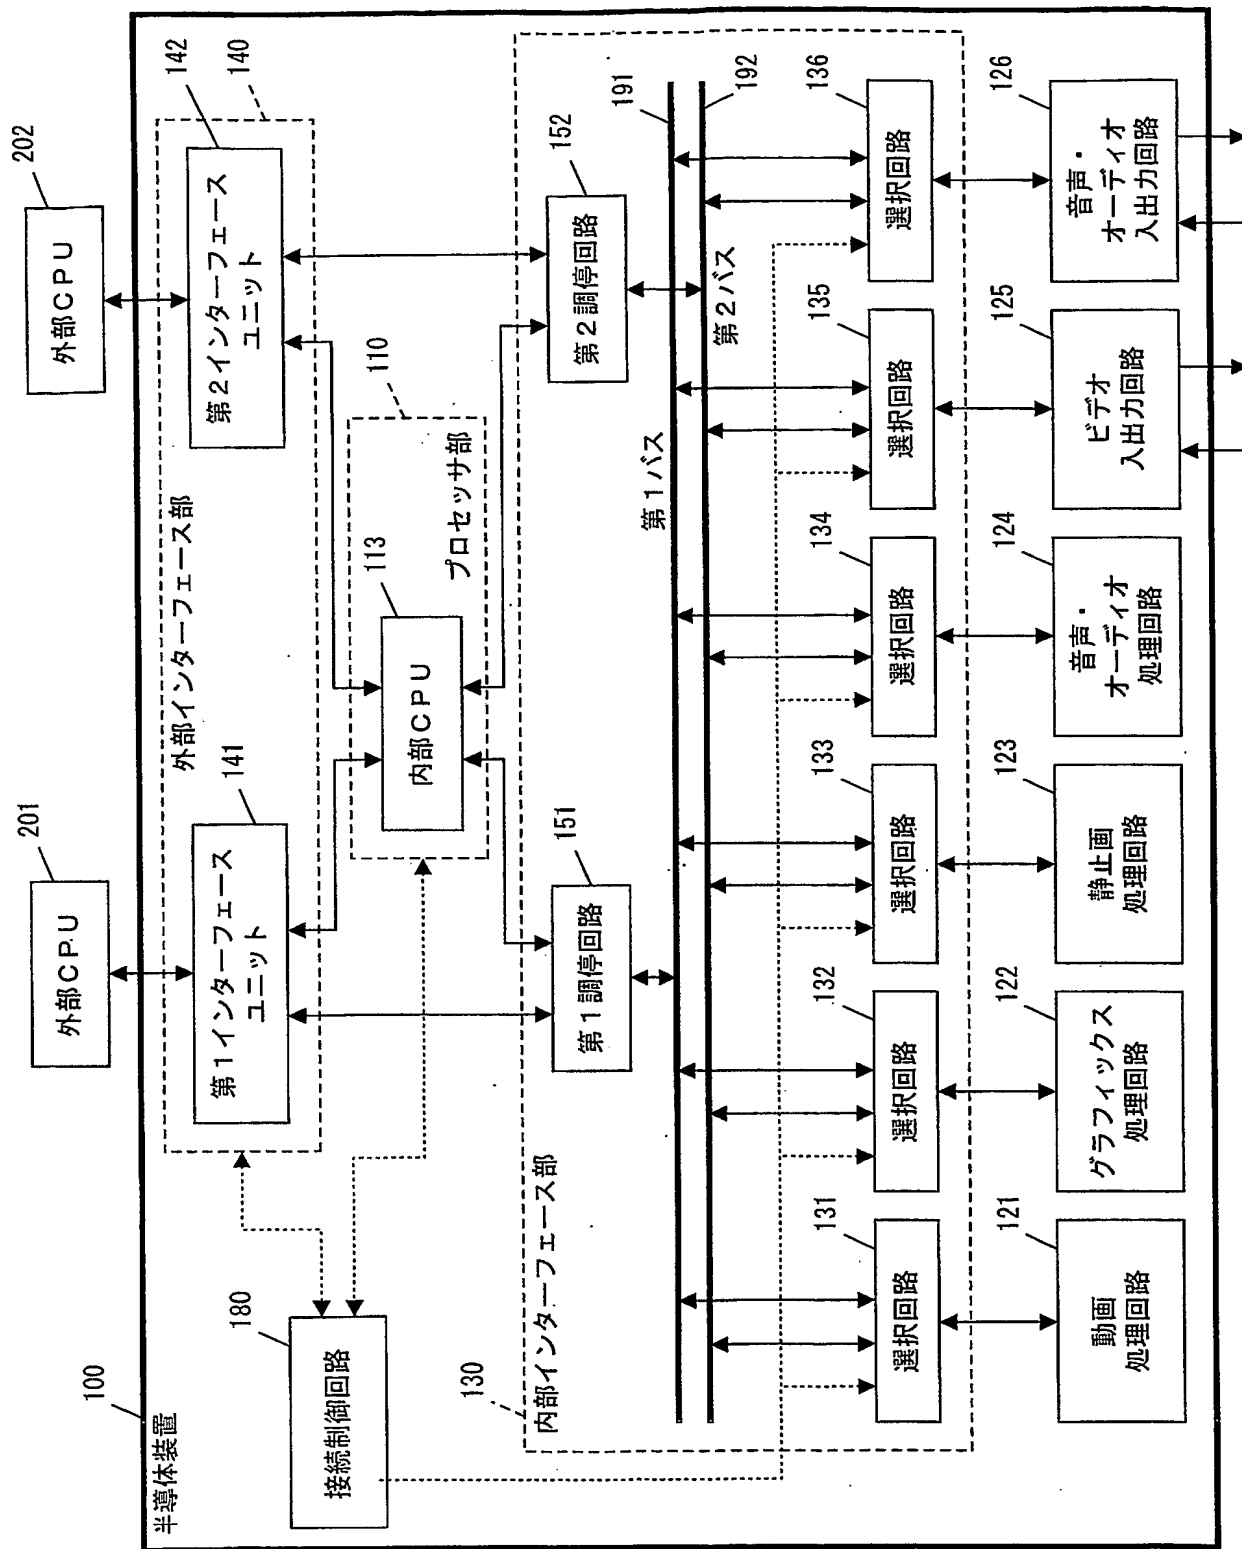 半導体装置
100
外部CPU
201
外部CPU
202
外部インターフェース部
140
第1インターフェース
ユニット
141
第2インターフェース
ユニット
142
接続制御回路
180
プロセッサ部
110
内部CPU
113
内部インターフェース部
130
第1調停回路
151
第2調停回路
152
第1バス
191
第2バス
192
選択回路
131
選択回路
132
選択回路
133
選択回路
134
選択回路
135
選択回路
136
動画
処理回路
121
グラフィックス
処理回路
122
静止画
処理回路
123
音声・
オーディオ
処理回路
124
ビデオ
入出力回路
125
音声・
オーディオ
入出力回路
126